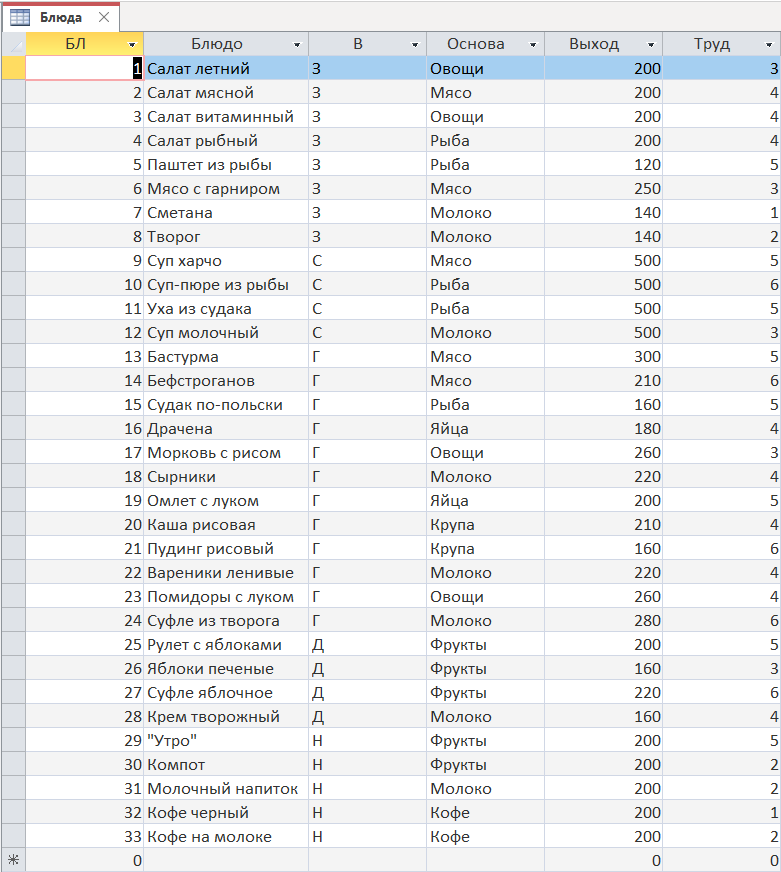 Блюда
БЛ Блюдо В Основа Выход Труд
1 Салат летний З Овощи 200 3
2 Салат мясной З Мясо 200 4
3 Салат витаминный З Овощи 200 4
4 Салат рыбный З Рыба 200 4
5 Паштет из рыбы З Рыба 120 5
6 Мясо с гарниром З Мясо 250 3
7 Сметана З Молоко 140 1
8 Творог З Молоко 140 2
9 Суп харчо С Мясо 500 5
10 Суп-пюре из рыбы С Рыба 500 6
11 Уха из судака С Рыба 500 5
12 Суп молочный С Молоко 500 3
13 Бастурма Г Мясо 300 5
14 Бефстроганов Г Мясо 210 6
15 Судак по-польски Г Рыба 160 5
16 Драчена Г Яйца 180 4
17 Морковь с рисом Г Овощи 260 3
18 Сырники Г Молоко 220 4
19 Омлет с луком Г Яйца 200 5
20 Каша рисовая Г Крупа 210 4
21 Пудинг рисовый Г Крупа 160 6
22 Вареники ленивые Г Молоко 220 4
23 Помидоры с луком Г Овощи 260 4
24 Суфле из творога Г Молоко 280 6
25 Рулет с яблоками Д Фрукты 200 5
26 Яблоки печеные Д Фрукты 160 3
27 Суфле яблочное Д Фрукты 220 6
28 Крем творожный Д Молоко 160 4
29 "Утро" Н Фрукты 200 5
30 Компот Н Фрукты 200 2
31 Молочный напиток Н Молоко 200 2
32 Кофе черный Н Кофе 200 1
33 Кофе на молоке Н Кофе 200 2
0 0 0